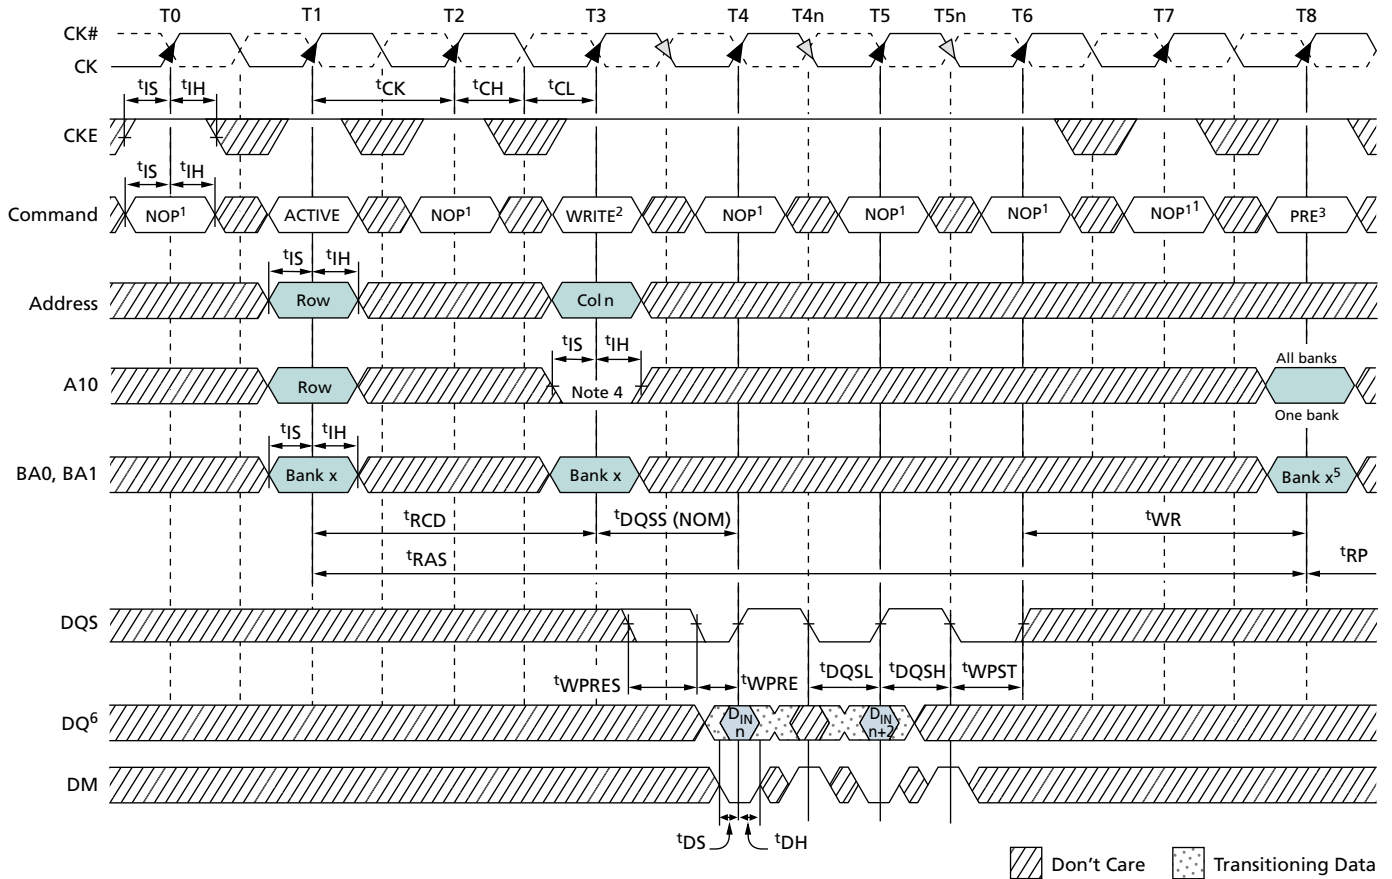 T0 T1 T2 T3 T4 T4n T5 T5n T6 T7 T8
CK#
CK
tIS tIH tCK tCH tCL
CKE
tIS tIH
Command NOP1 ACTIVE NOP1 WRITE2 NOP1 NOP1 NOP1 NOP11 PRE3
tIS tIH
Address Row Col n
tIS tIH
All banks
A10 Row Note 4
One bank
tIS tIH
BA0, BA1 Bank x Bank x Bank x5
tRCD tDQSS (NOM) tWR
tRAS tRP
DQS
tWPRES tWPRE tDQSL tDQSH tWPST
DQ6 DIN n DIN n+2
DM
tDS tDH
Don't Care Transitioning Data